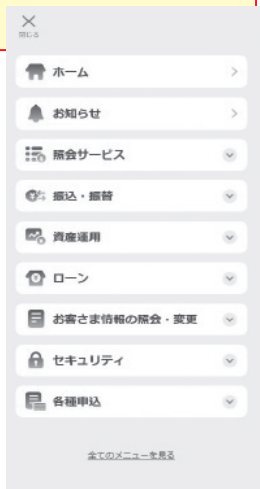 閉じる
ホーム
お知らせ
照会サービス
振込・振替
資産運用
ローン
お客さま情報の照会・変更
セキュリティ
各種申込
全てのメニューを見る